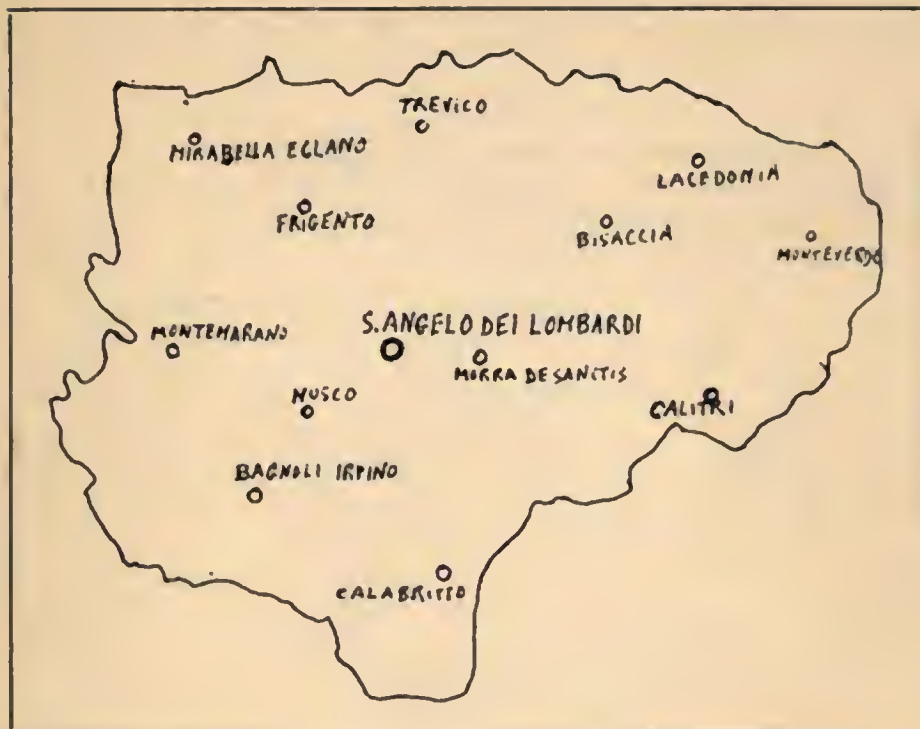 TREVICO
MIRABELLA ECLANO
LACEDONIA
FRIGENTO
BISACCIA
MONTEVERDE
MONTEMARANO
S. ANGELO DEI LOMBARDI
MORRA DE SANCTIS
NUSCO
CALITRI
BAGNOLI IRPINO
CALABRITTO